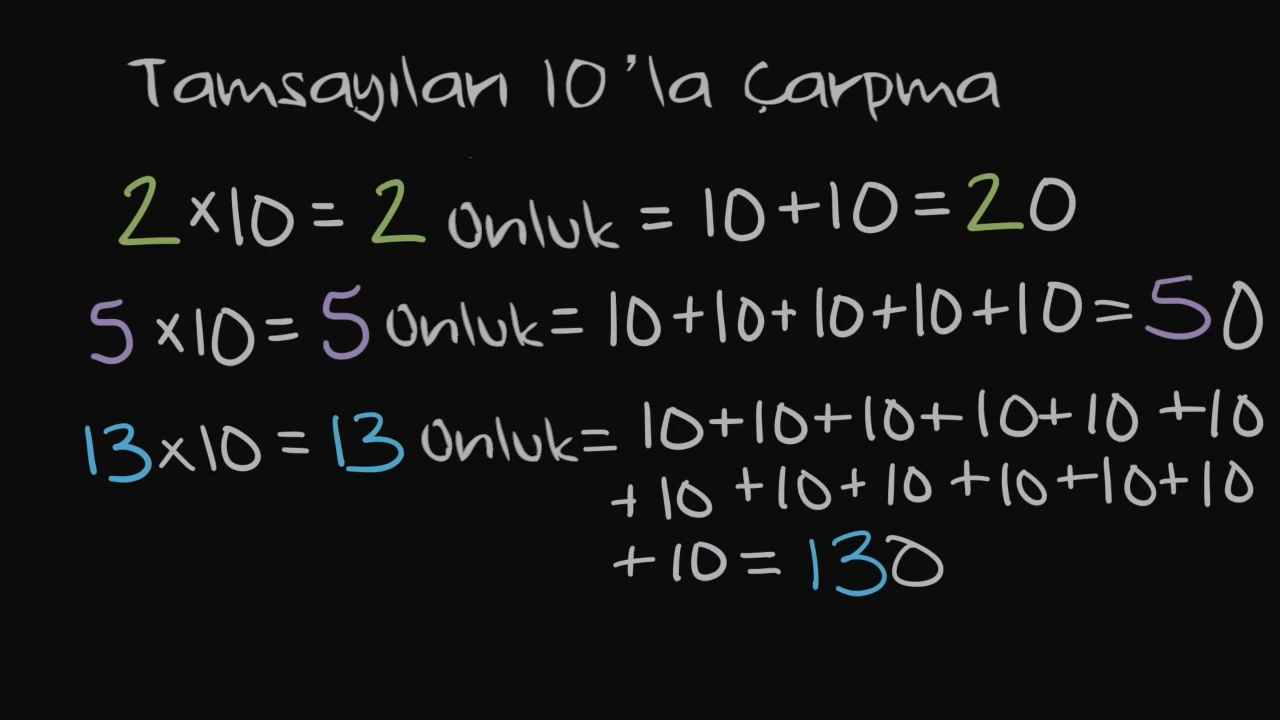 Tamsayıları 10'la Çarpma
2 x 10 = 2 Onluk = 10 + 10 = 20
5 x 10 = 5 Onluk = 10 + 10 + 10 + 10 + 10 = 50
13 x 10 = 13 Onluk = 10 + 10 + 10 + 10 + 10 + 10
+ 10 + 10 + 10 + 10 + 10 + 10
+ 10 = 130